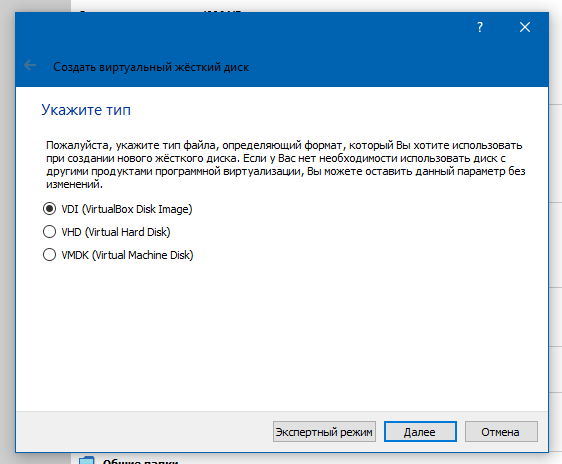 ?
Создать виртуальный жёсткий диск
Укажите тип
Пожалуйста, укажите тип файла, определяющий формат, который Вы хотите использовать
при создании нового жёсткого диска. Если у Вас нет необходимости использовать диск с
другими продуктами программной виртуализации, Вы можете оставить данный параметр без
изменений.
VDI (VirtualBox Disk Image)
VHD (Virtual Hard Disk)
VMDK (Virtual Machine Disk)
Экспертный режим
Далее
Отмена
Общие папки